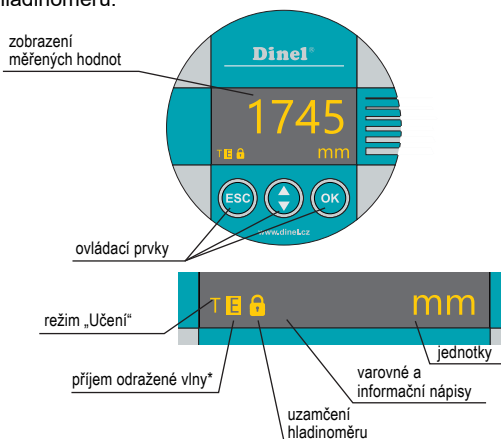 hladinoměru.
zobrazení
měřených hodnot
Dinel®
1745
T E
mm
ESC
OK
www.dinel.cz
ovládací prvky
T E
mm
režim „Učení“
jednotky
příjem odražené vlny*
varovné a
informační nápisy
uzamčení
hladinoměru